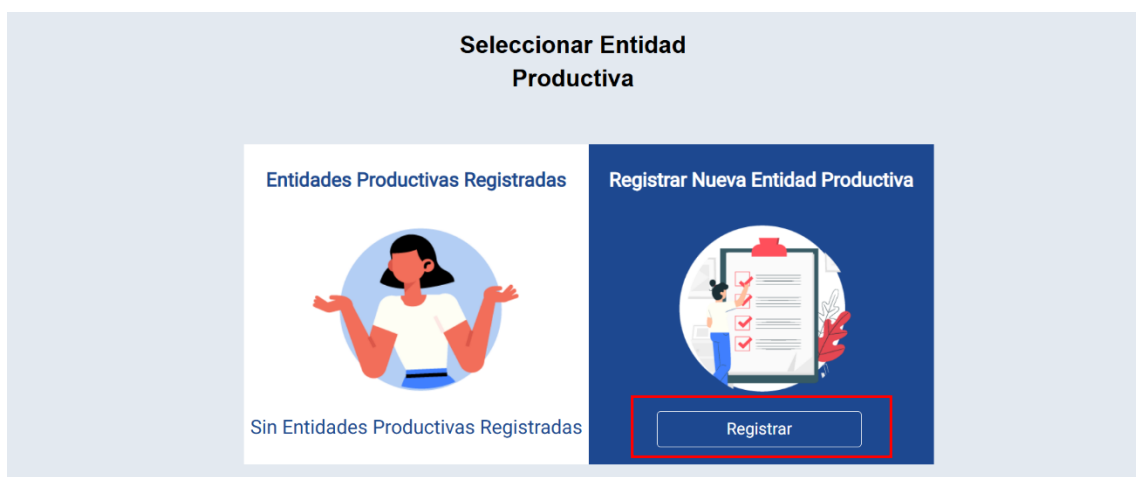 Seleccionar Entidad
Productiva
Entidades Productivas Registradas
Sin Entidades Productivas Registradas
Registrar Nueva Entidad Productiva
Registrar